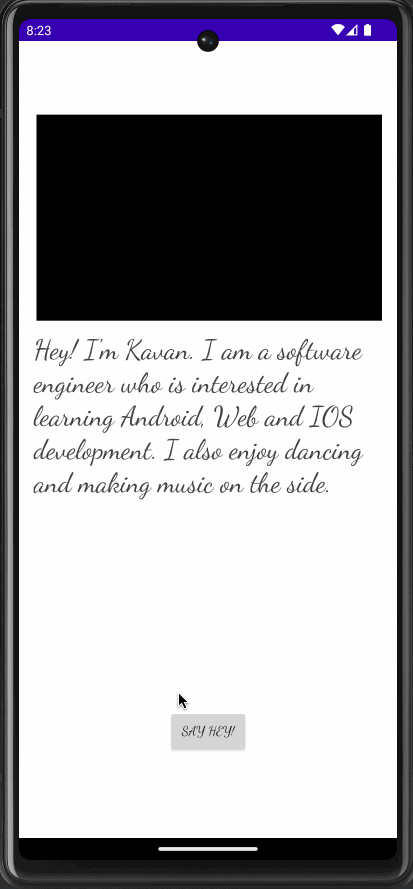 8:23
Hey! I'm Kavan. I am a software
engineer who is interested in
learning Android, Web and IOS
development. I also enjoy dancing
and making music on the side.
SAY HEY!